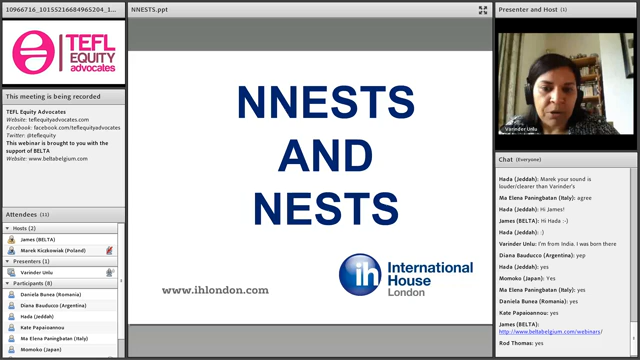 10966716_10155216684965204_1...
TEFL
EQUITY
advocates
This meeting is being recorded
TEFL Equity Advocates
Website: teflequityadvocates.com
Facebook: facebook.com/teflequityadvocates
Twitter: @teflequity
This webinar is brought to you with the
support of BELTA
Website: www.beltabelgium.com
Attendees (11)
Hosts (2)
James (BELTA)
Marek Kiczkowiak (Poland)
Presenters (1)
Varinder Unlu
Participants (8)
Daniela Bunea (Romania)
Diana Bauducco (Argentina)
Hada (Jeddah)
Kate Papaioannou
Ma Elena Paningbatan (Italy)
Momoko (Japan)
NNESTS.ppt
NNESTS
AND
NESTS
www.ihlondon.com
ih
International
House
London
Presenter and Host (1)
Varinder Unlu
Chat (Everyone)
Hada (Jeddah): Marek your sound is
louder/clearer than Varinder's
Ma Elena Paningbatan (Italy): agree
Hada (Jeddah): Hi James!
James (BELTA): Hi Hada :-)
Hada (Jeddah): :)
Varinder Unlu: I'm from India. I was born there
Diana Bauducco (Argentina): yep
Hada (Jeddah): yes
Momoko (Japan): yes
Ma Elena Paningbatan (Italy): yes
Daniela Bunea (Romania): yes
Kate Papaioannou: yes
James (BELTA):
http://www.beltabelgium.com/webinars/
Rod Thomas: yes